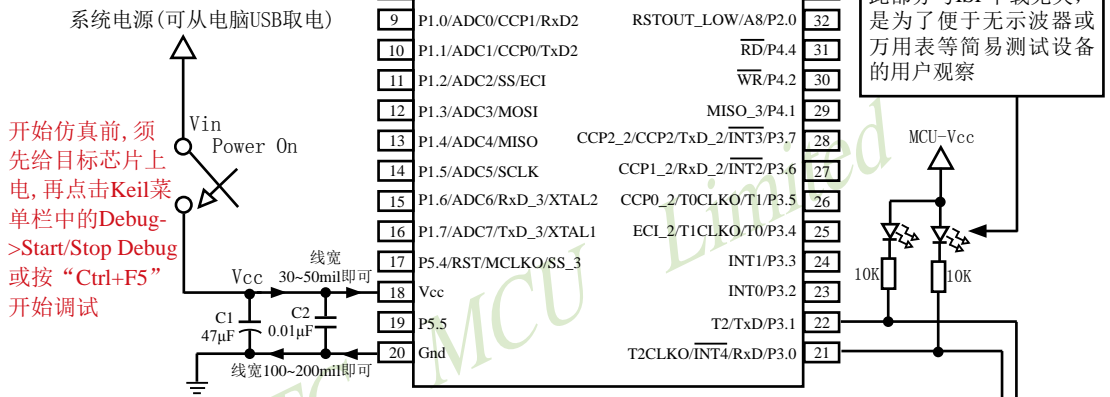 系统电源(可从电脑USB取电)
是为了便于无示波器或
万用表等简易测试设备
的用户观察
9 P1.0/ADC0/CCP1/RxD2
10 P1.1/ADC1/CCP0/TxD2
11 P1.2/ADC2/SS/ECI
12 P1.3/ADC3/MOSI
13 P1.4/ADC4/MISO
14 P1.5/ADC5/SCLK
15 P1.6/ADC6/RxD_3/XTAL2
16 P1.7/ADC7/TxD_3/XTAL1
17 P5.4/RST/MCLKO/SS_3
18 Vcc
19 P5.5
20 Gnd
RSTOUT_LOW/A8/P2.0 32
RD/P4.4 31
WR/P4.2 30
MISO_3/P4.1 29
CCP2_2/CCP2/TxD_2/INT3/P3.7 28
CCP1_2/RxD_2/INT2/P3.6 27
CCP0_2/T0CLKO/T1/P3.5 26
ECI_2/T1CLKO/T0/P3.4 25
INT1/P3.3 24
INT0/P3.2 23
T2/TxD/P3.1 22
T2CLKO/INT4/RxD/P3.0 21
Vin
Power On
开始仿真前,须
先给目标芯片上
电,再点击Keil菜
单栏中的Debug-
>Start/Stop Debug
或按“Ctrl+F5”
开始调试
线宽
Vcc 30~50mil即可
C1
47μF
C2
0.01μF
线宽100~200mil即可
MCU-Vcc
10K
10K
MCU Limited